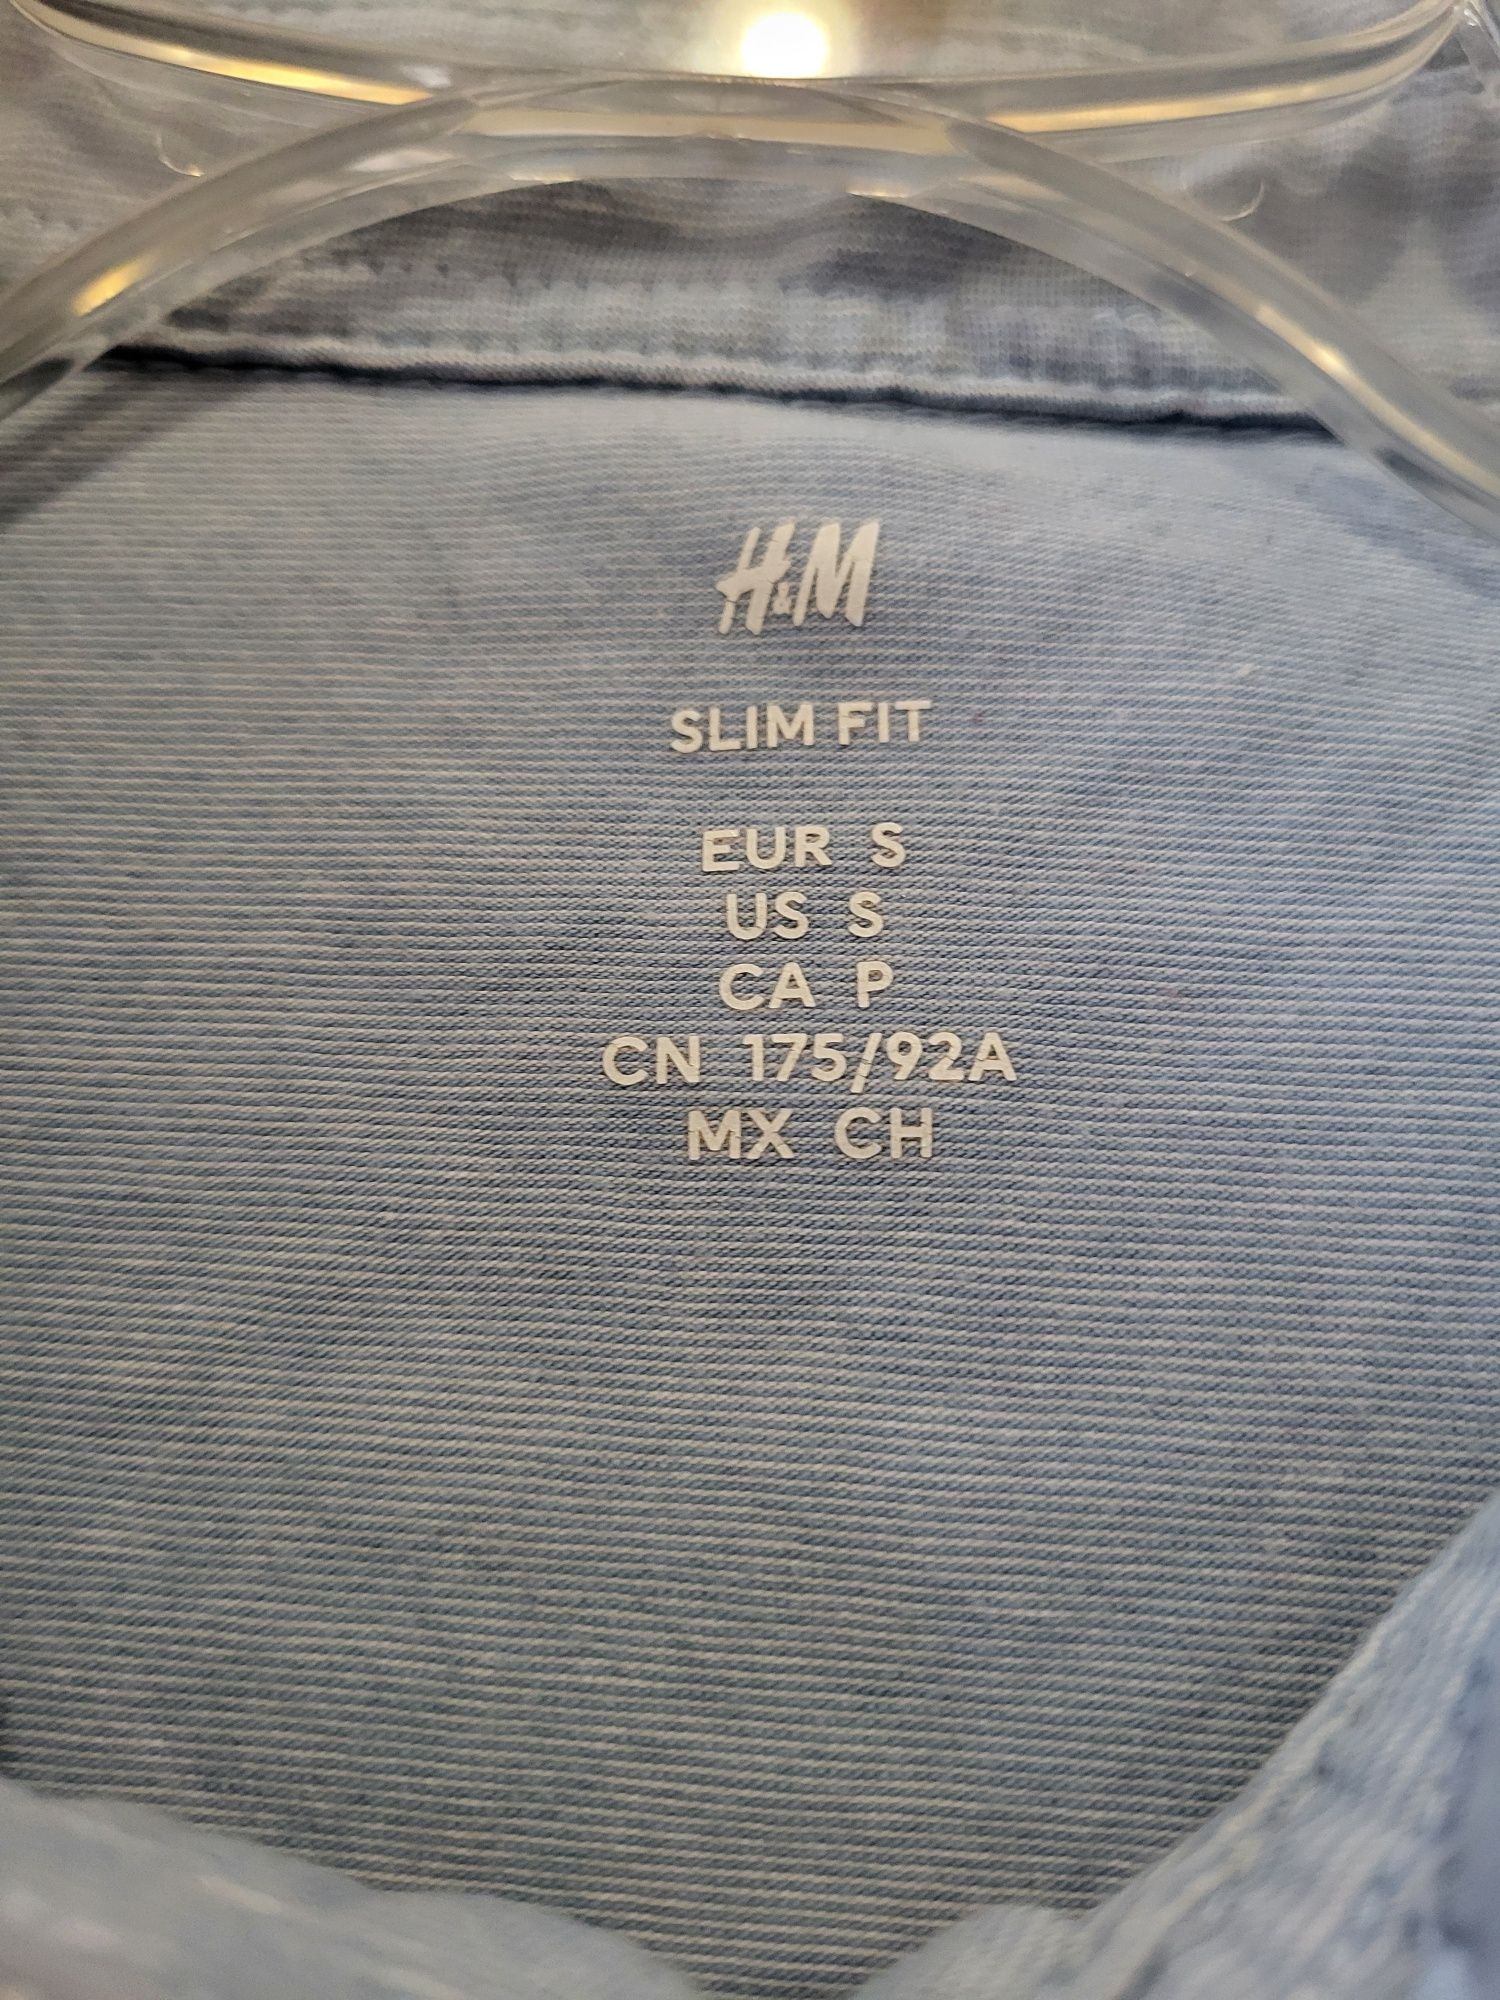 H&M
SLIM FIT
EUR S
US S
CA P
CN 175/92A
MX CH